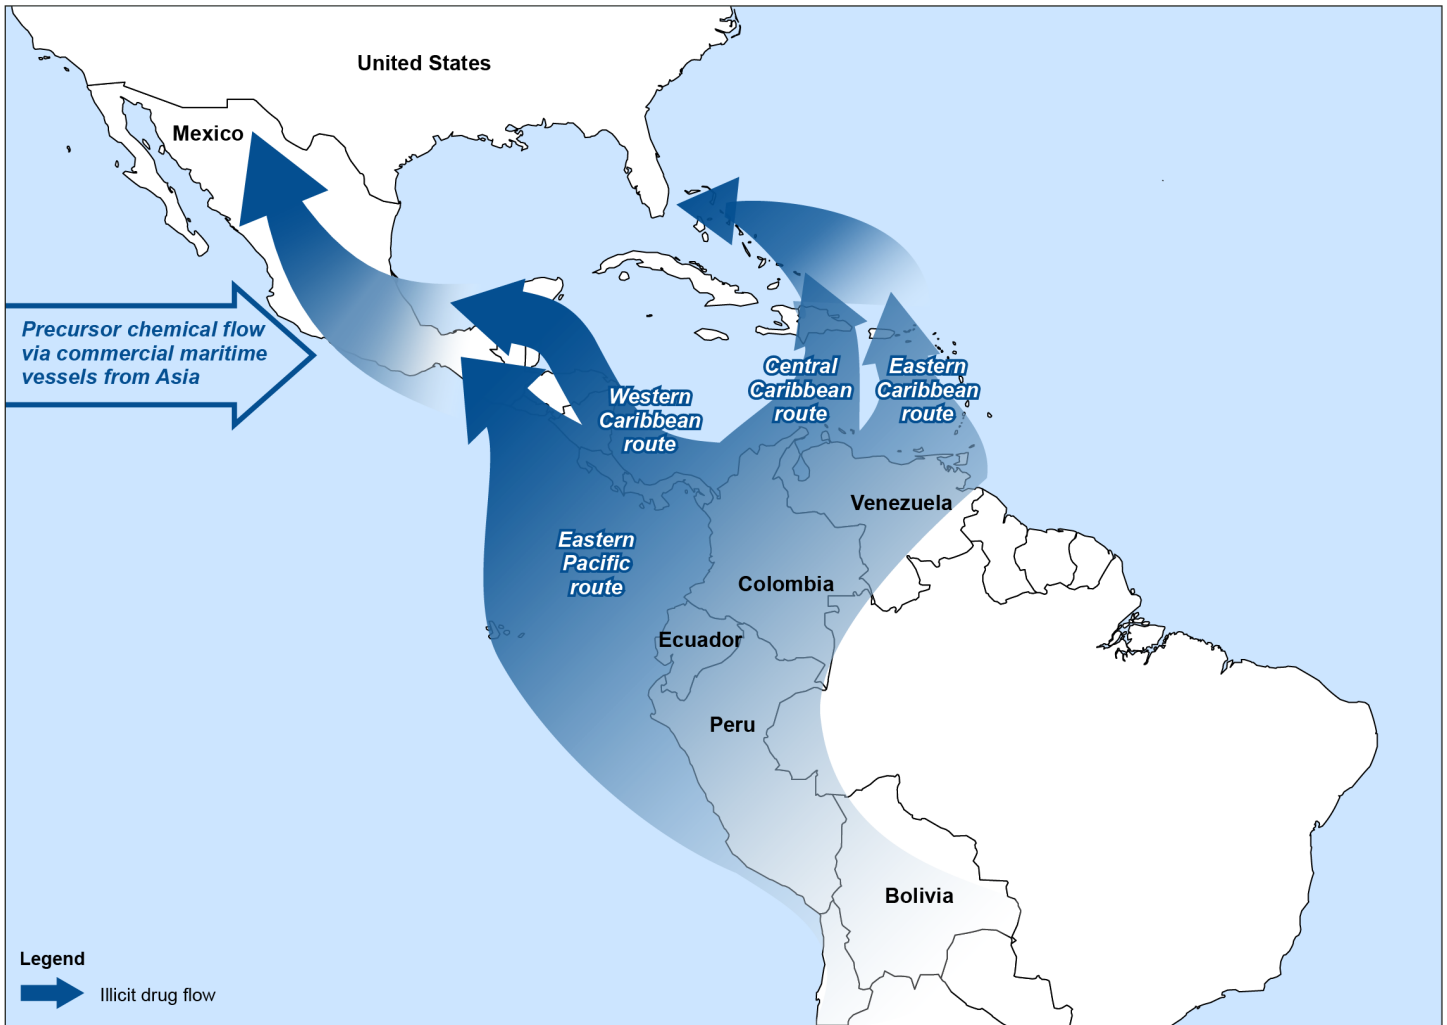 United States
Mexico
Precursor chemical flow
via commercial maritime
vessels from Asia
Western
Caribbean
route
Central
Caribbean
route
Eastern
Caribbean
route
Venezuela
Eastern
Pacific
route
Colombia
Ecuador
Peru
Bolivia
Legend
Illicit drug flow